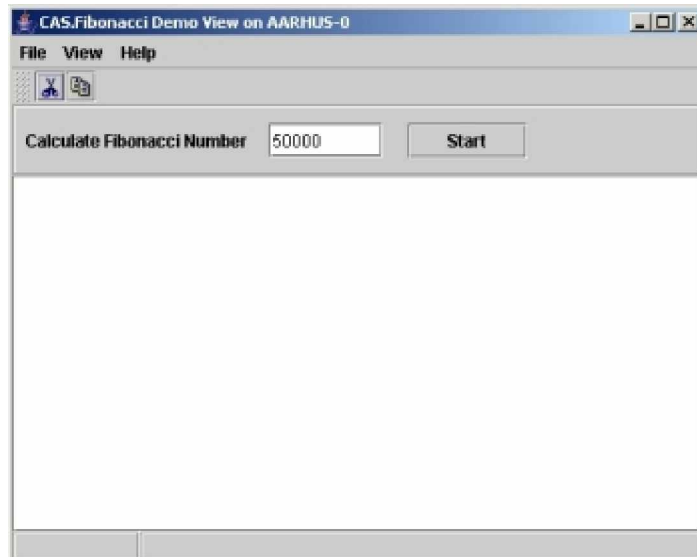 CAS.Fibonacci Demo View on AARHUS-0
File View Help
Calculate Fibonacci Number 50000 Start